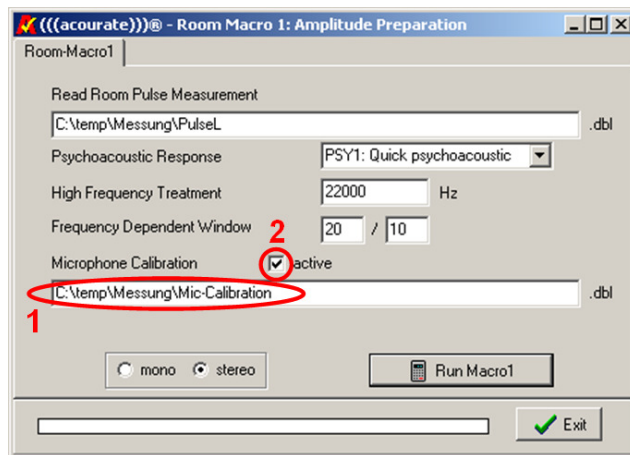 (((acourate)))® - Room Macro 1: Amplitude Preparation
Room-Macro1
Read Room Pulse Measurement
C:\temp\Messung\PulseL .dbl
Psychoacoustic Response PSY1: Quick psychoacoustic
High Frequency Treatment 22000 Hz
Frequency Dependent Window 20 / 10
2
Microphone Calibration active
C:\temp\Messung\Mic-Calibration .dbl
1
mono stereo Run Macro1
Exit